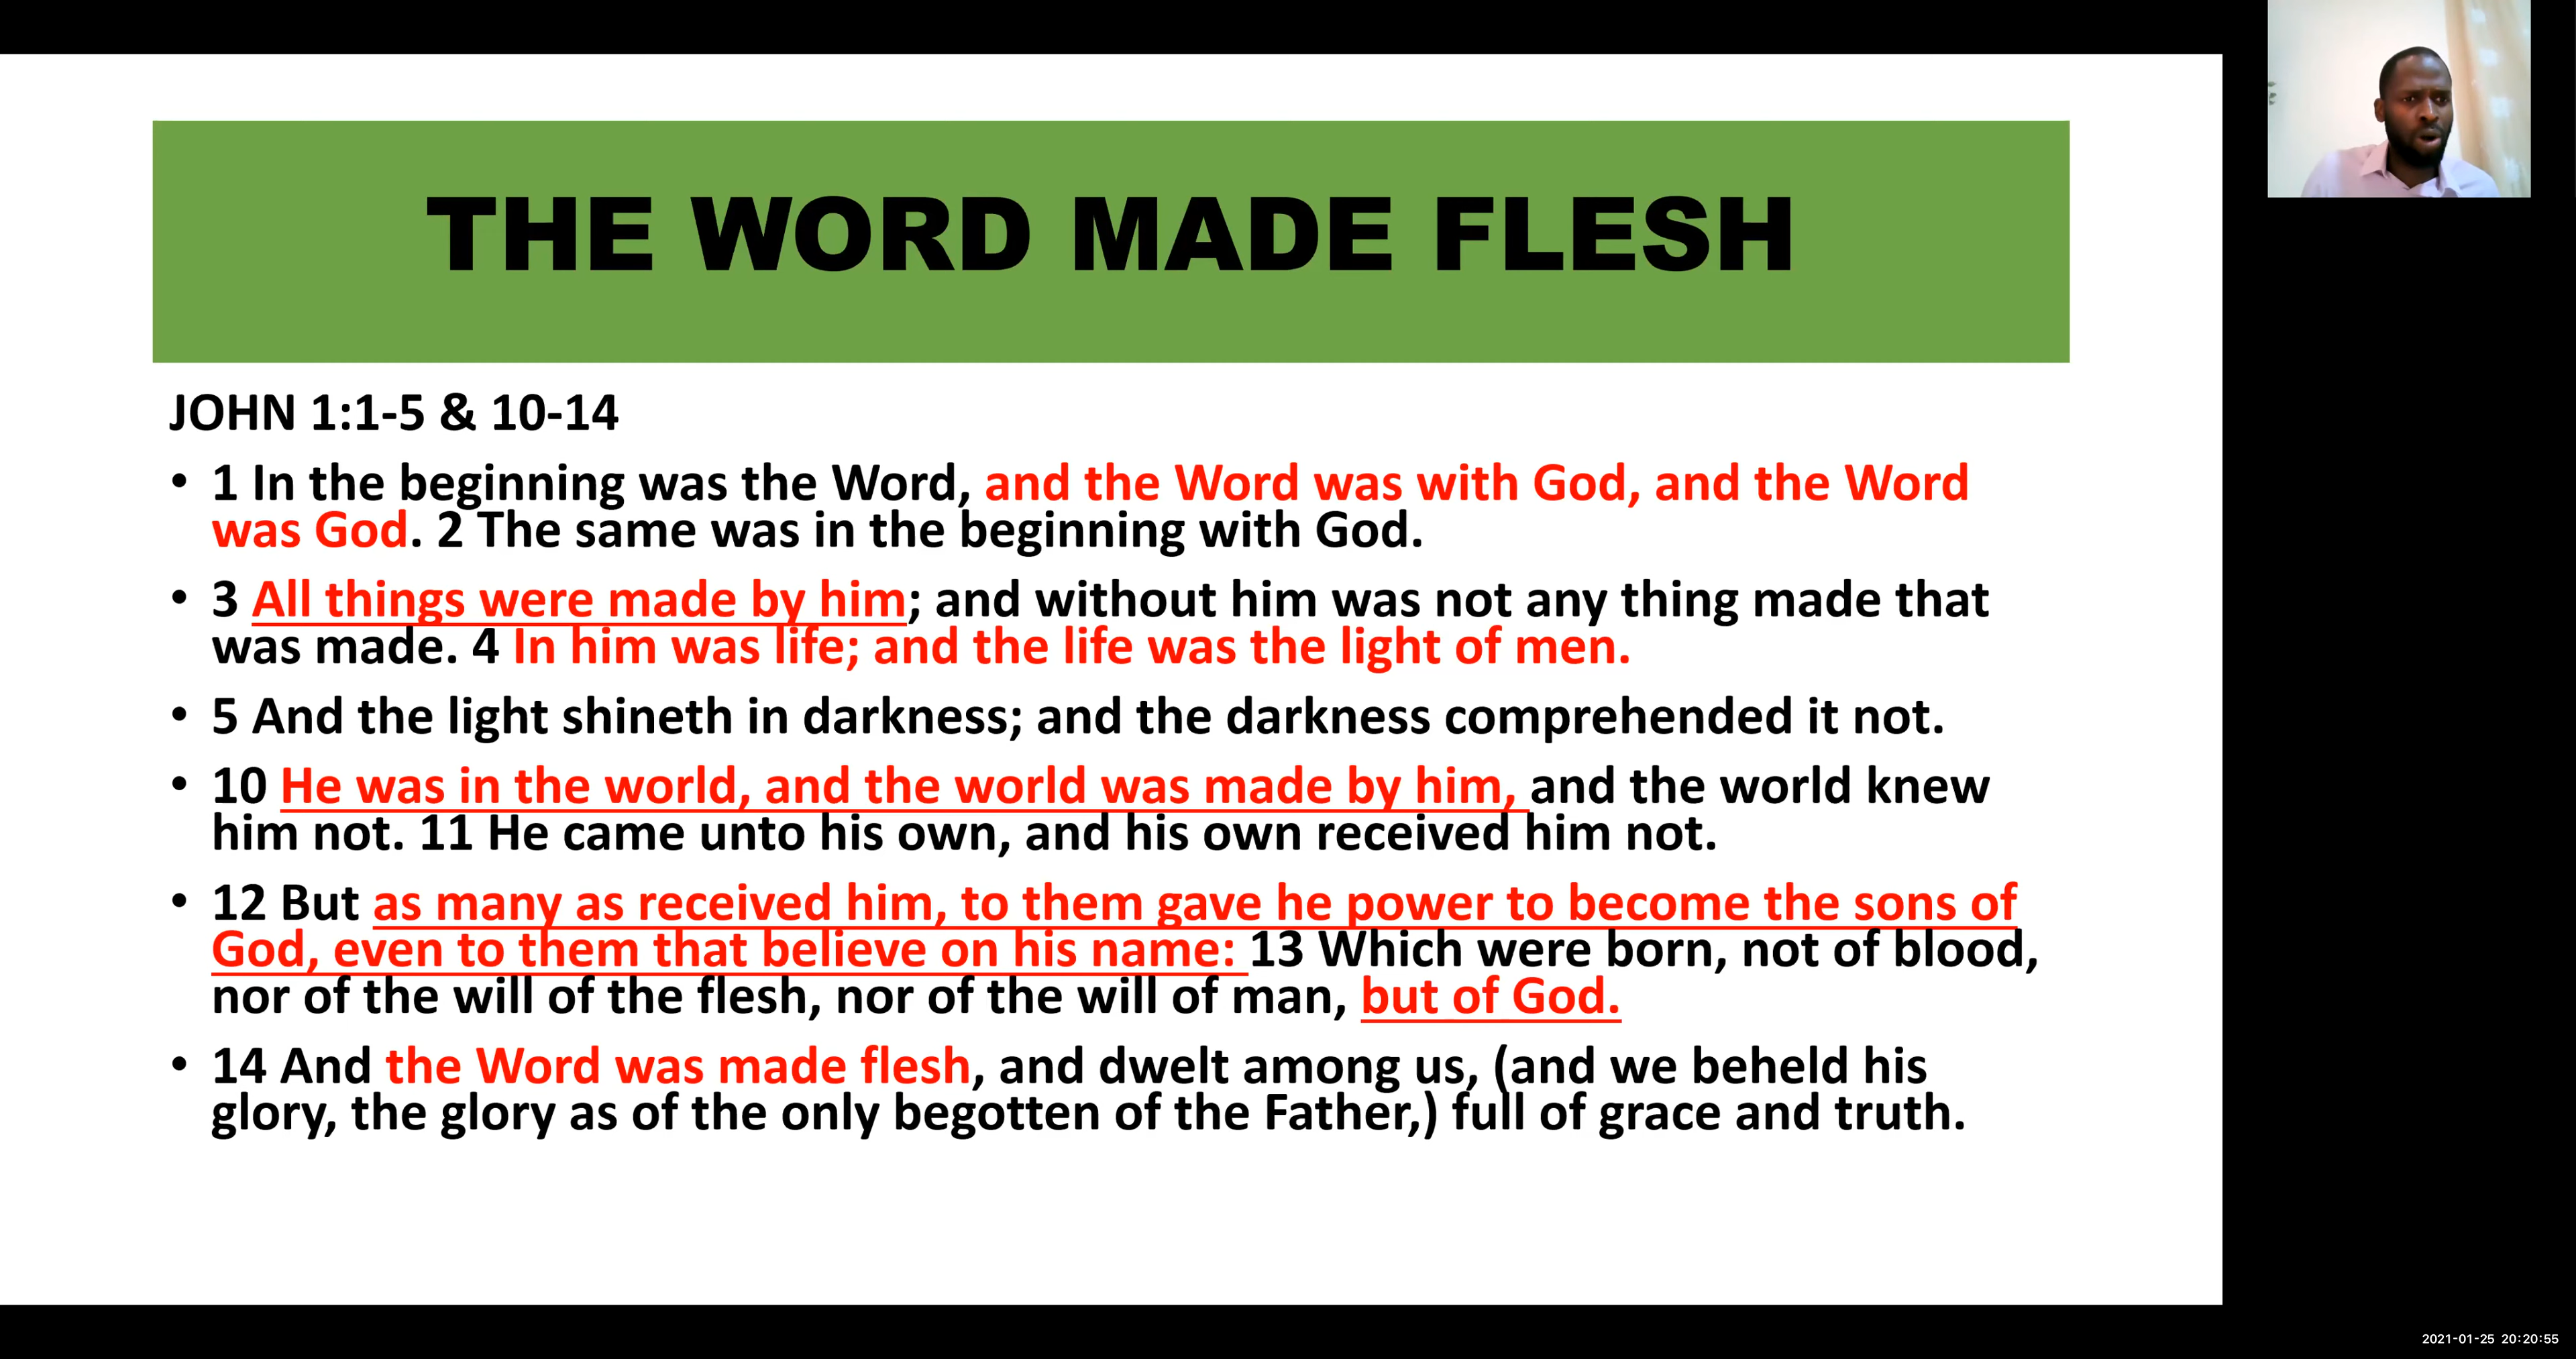 THE WORD MADE FLESH
JOHN 1:1-5 & 10-14
• 1 In the beginning was the Word, and the Word was with God, and the Word
was God. 2 The same was in the beginning with God.
• 3 All things were made by him; and without him was not any thing made that
was made. 4 In him was life; and the life was the light of men.
• 5 And the light shineth in darkness; and the darkness comprehended it not.
• 10 He was in the world, and the world was made by him, and the world knew
him not. 11 He came unto his own, and his own received him not.
• 12 But as many as received him, to them gave he power to become the sons of
God, even to them that believe on his name: 13 Which were born, not of blood,
nor of the will of the flesh, nor of the will of man, but of God.
• 14 And the Word was made flesh, and dwelt among us, (and we beheld his
glory, the glory as of the only begotten of the Father,) full of grace and truth.
2021-01-25 20:20:55